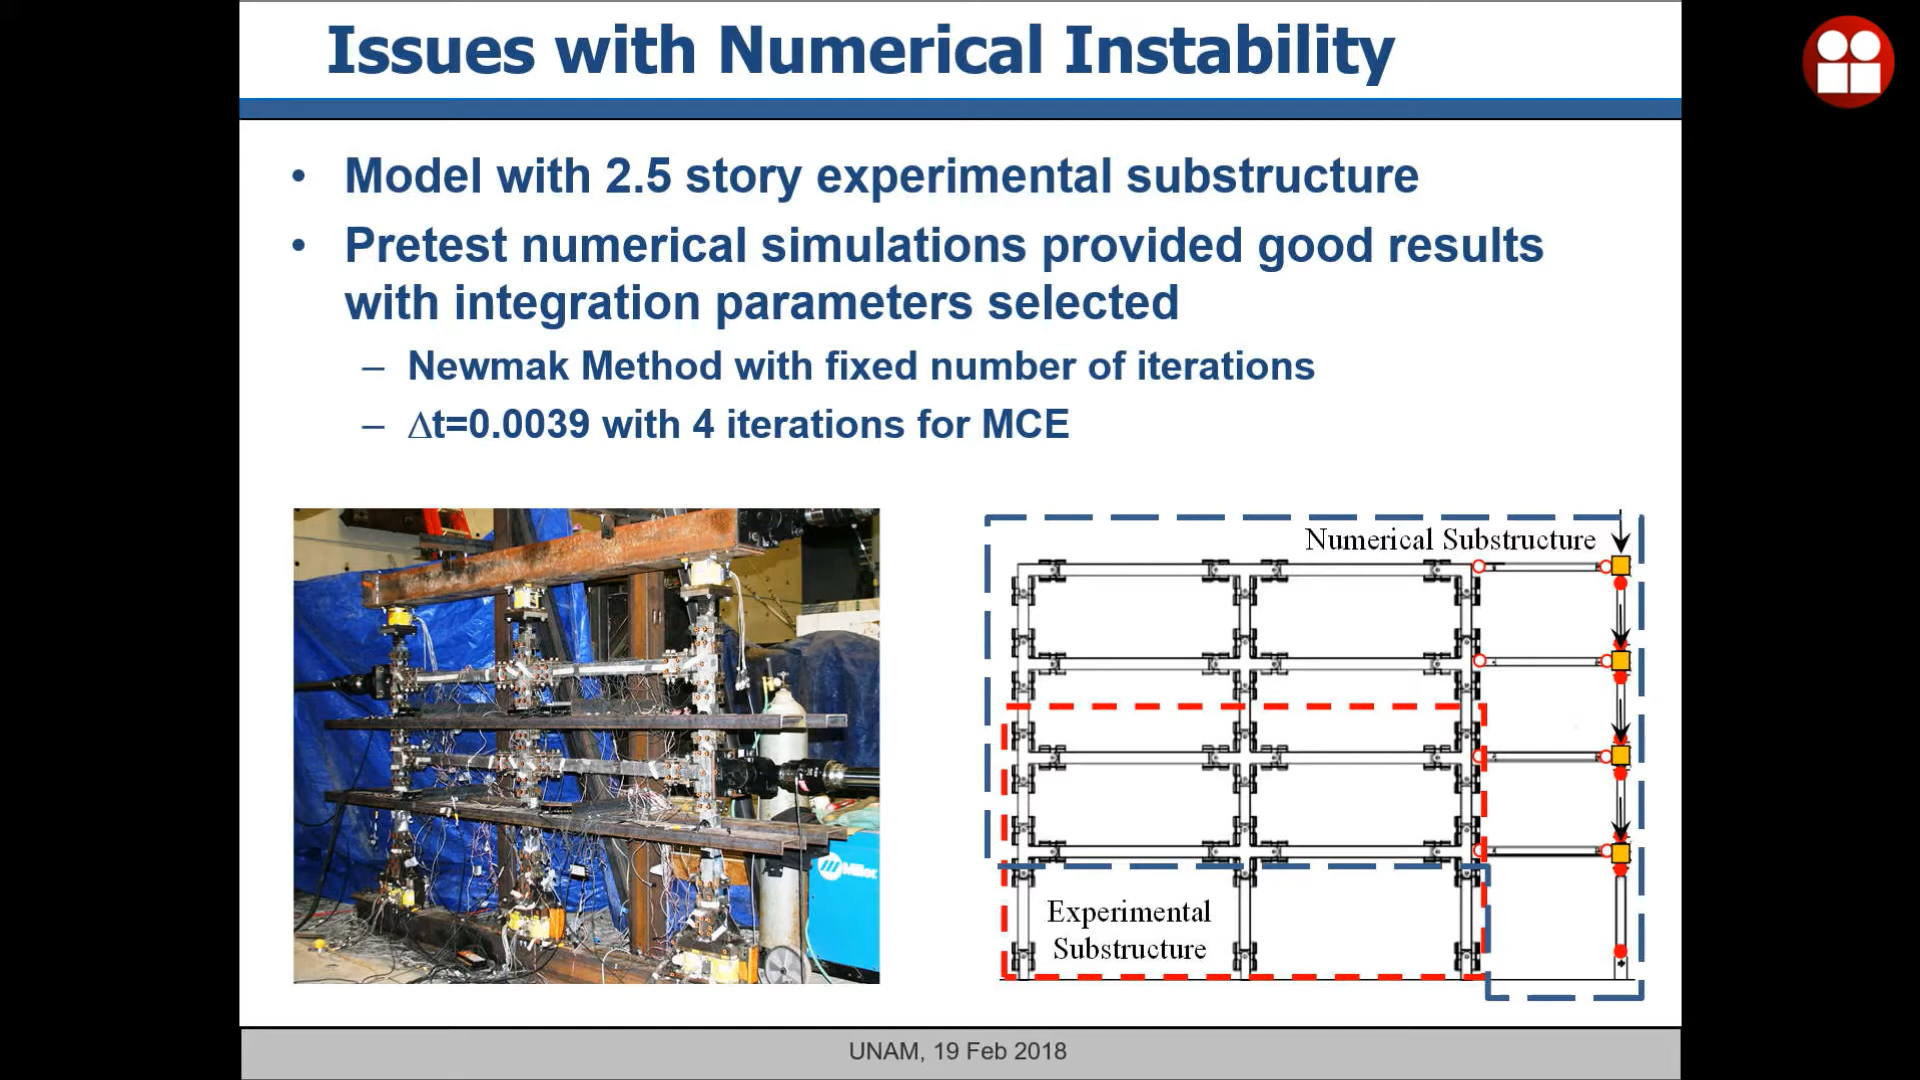 Issues with Numerical Instability
• Model with 2.5 story experimental substructure
• Pretest numerical simulations provided good results
with integration parameters selected
– Newmak Method with fixed number of iterations
– Δt=0.0039 with 4 iterations for MCE
Miller
Numerical Substructure
Experimental
Substructure
UNAM, 19 Feb 2018